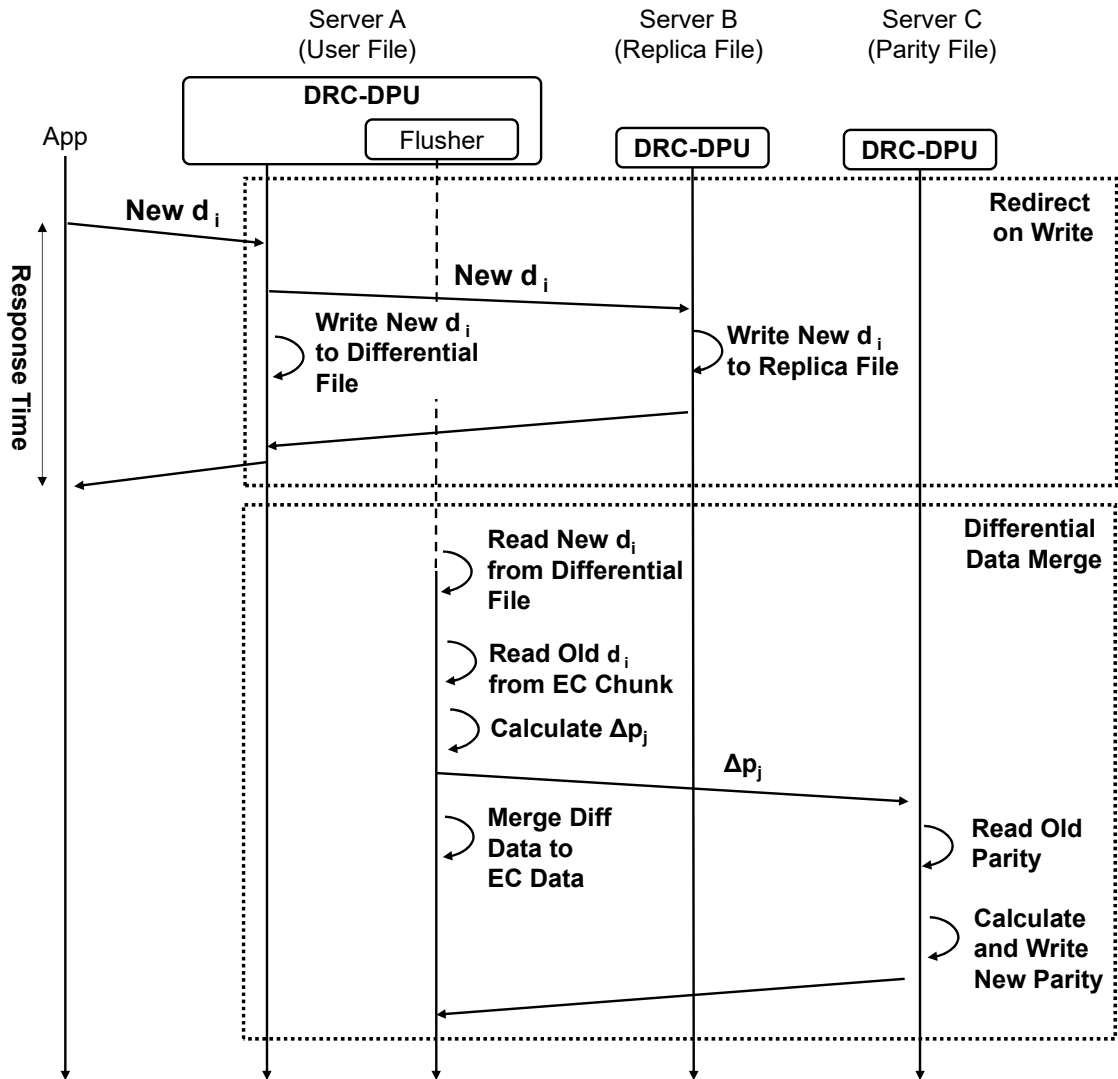 Server A
(User File)
Server B
(Replica File)
Server C
(Parity File)
DRC-DPU
App
Flusher
DRC-DPU
DRC-DPU
Redirect
on Write
New d i
New d i
Response Time
Write New d i
to Differential
File
Write New d i
to Replica File
Differential
Data Merge
Read New d i
from Differential
File
Read Old d i
from EC Chunk
Calculate Δpj
Δpj
Merge Diff
Data to
EC Data
Read Old
Parity
Calculate
and Write
New Parity